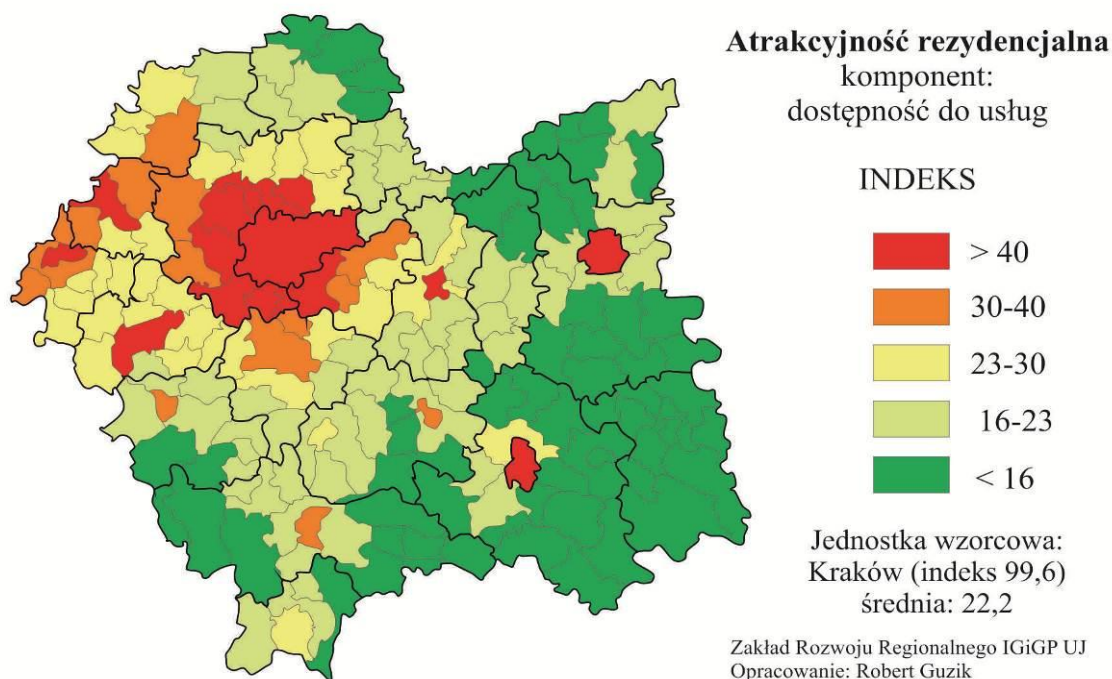 Atrakcyjność rezydencjalna
komponent:
dostępność do usług
INDEKS
> 40
30-40
23-30
16-23
< 16
Jednostka wzorcowa:
Kraków (indeks 99,6)
średnia: 22,2
Zakład Rozwoju Regionalnego IGiGP UJ
Opracowanie: Robert Guzik